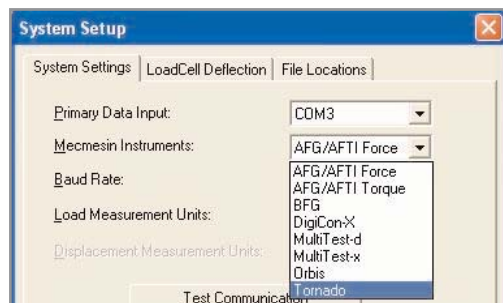 System Setup
System Settings LoadCell Deflection File Locations
Primary Data Input: COM3
Mecmesin Instruments: AFG/AFTI Force
AFG/AFTI Force
Baud Rate: AFG/AFTI Torque
BFG
Load Measurement Units: DigiCon-X
MultiTest-d
Displacement Measurement Units: MultiTest-x
Orbis
Tornado
Test Communication